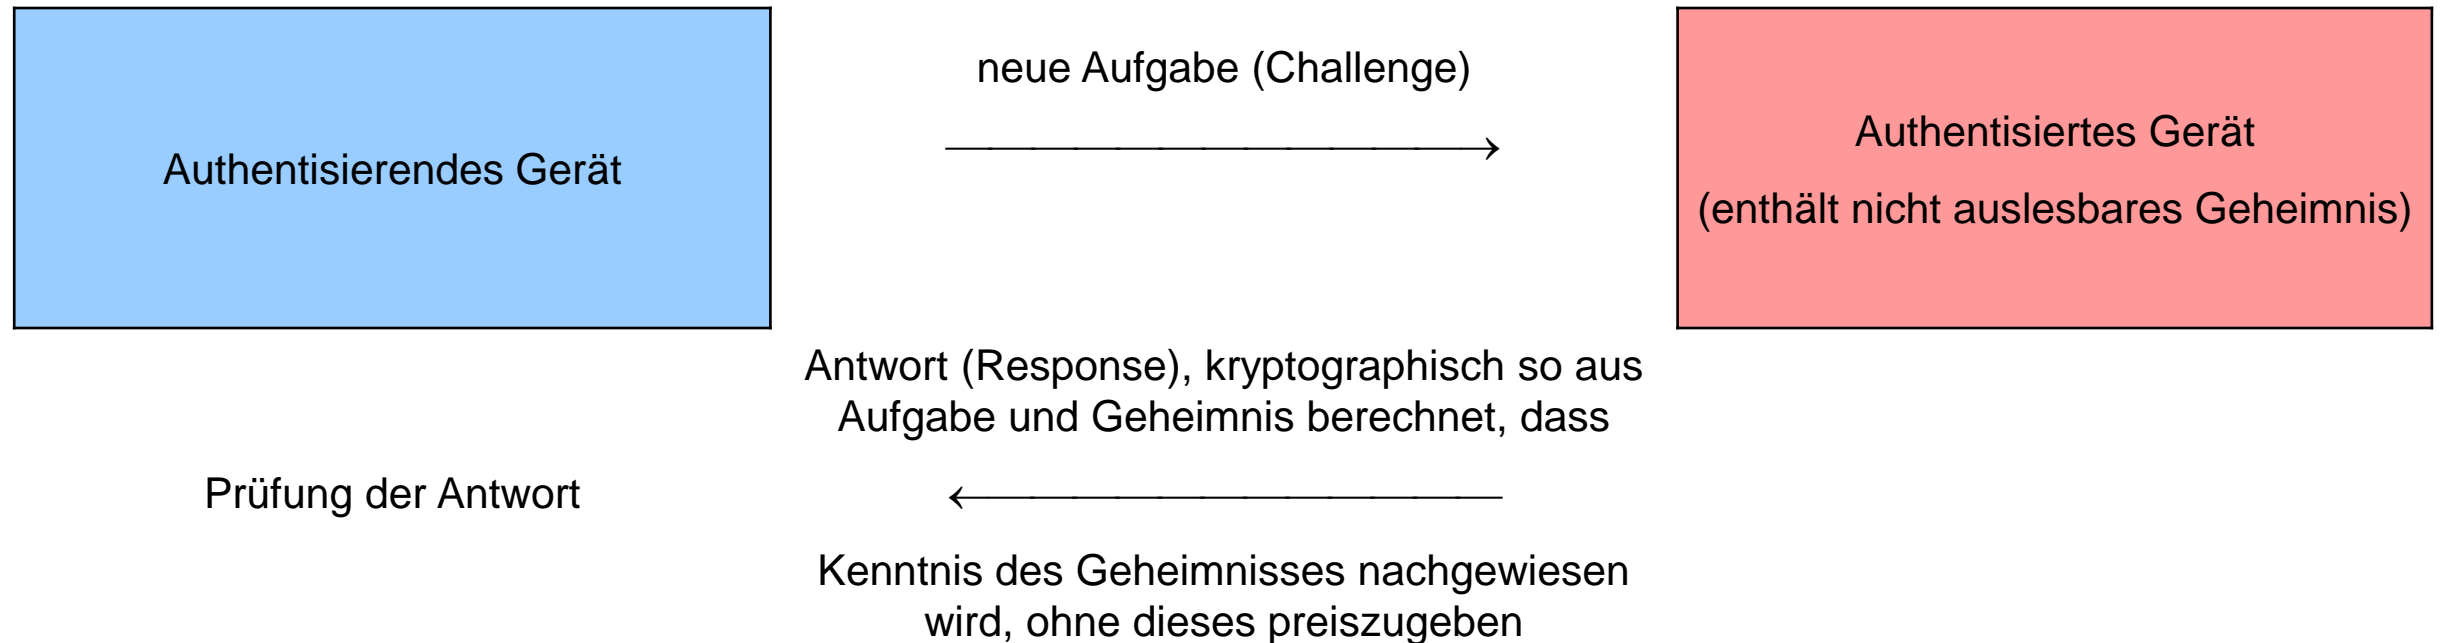 neue Aufgabe (Challenge)
Authentisierendes Gerät
Authentisiertes Gerät
(enthält nicht auslesbares Geheimnis)
Antwort (Response), kryptographisch so aus
Aufgabe und Geheimnis berechnet, dass
Prüfung der Antwort
Kenntnis des Geheimnisses nachgewiesen
wird, ohne dieses preiszugeben